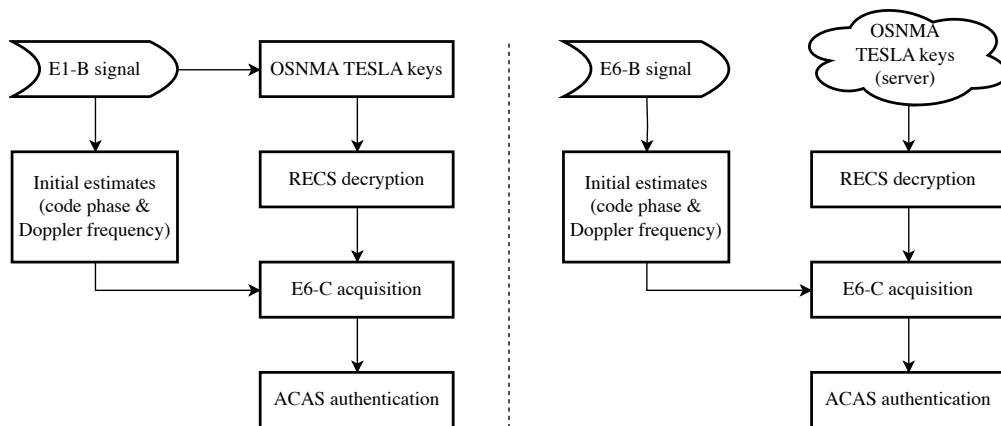 E1-B signal
OSNMA TESLA keys
Initial estimates
(code phase &
Doppler frequency)
RECS decryption
E6-C acquisition
ACAS authentication
E6-B signal
OSNMA
TESLA keys
(server)
Initial estimates
(code phase &
Doppler frequency)
RECS decryption
E6-C acquisition
ACAS authentication